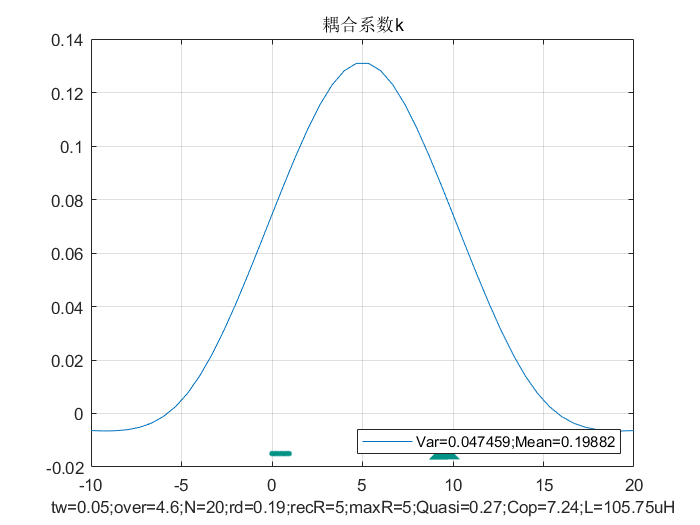 耦合系数k
0.14
0.12
0.1
0.08
0.06
0.04
0.02
0
-0.02
Var=0.047459;Mean=0.19882
-10 -5 0 5 10 15 20
tw=0.05;over=4.6;N=20;rd=0.19;recR=5;maxR=5;Quasi=0.27;Cop=7.24;L=105.75uH